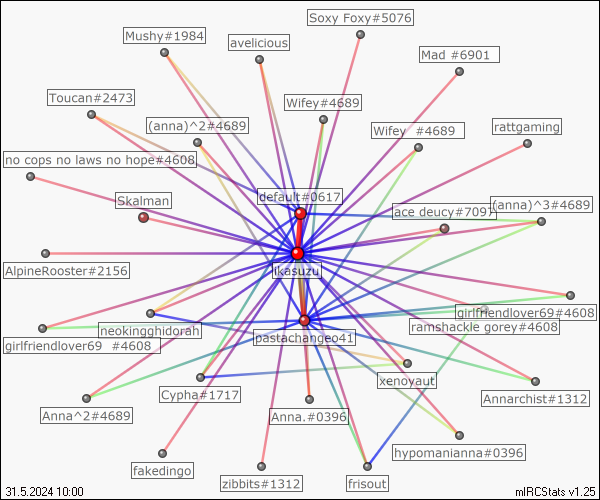 Soxy Foxy#5076
Mushy#1984
avelicious
Mad #6901
Toucan#2473
Wifey#4689
(anna)^2#4689
Wifey  #4689
rattgaming
no cops no laws no hope#4608
Skalman
default#0617
(anna)^3#4689
ace deucy#7097
AlpineRooster#2156
ikasuzu
girlfriendlover69#4608
neokingghidorah
ramshackle gorey#4608
pastachangeo41
girlfriendlover69  #4608
xenoyaut
Cypha#1717
Annarchist#1312
Anna^2#4689
Anna.#0396
hypomanianna#0396
fakedingo
zibbits#1312
frisout
31.5.2024 10:00
mIRCStats v1.25